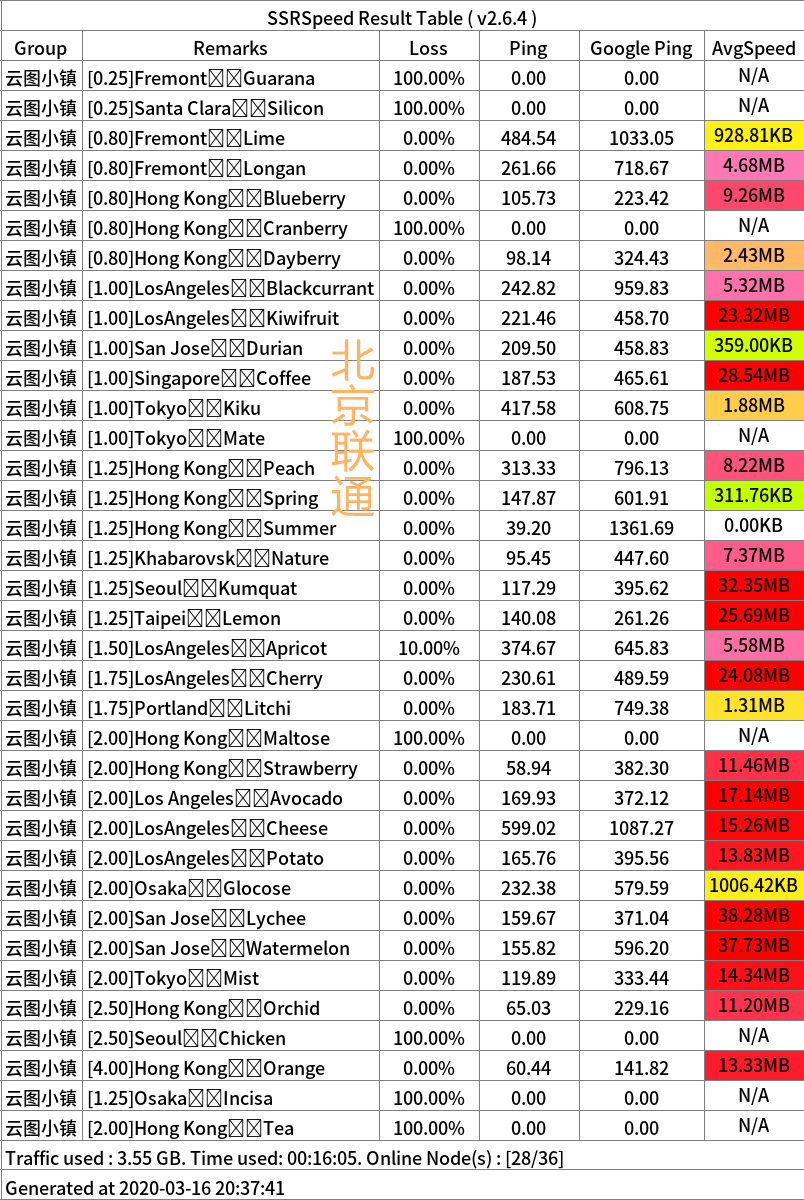 SSRSpeed Result Table ( v2.6.4 )
Group Remarks Loss Ping Google Ping AvgSpeed
云图小镇 [0.25]Fremont Guarana 100.00% 0.00 0.00 N/A
云图小镇 [0.25]Santa Clara Silicon 100.00% 0.00 0.00 N/A
云图小镇 [0.80]Fremont Lime 0.00% 484.54 1033.05 928.81KB
云图小镇 [0.80]Fremont Longan 0.00% 261.66 718.67 4.68MB
云图小镇 [0.80]Hong Kong Blueberry 0.00% 105.73 223.42 9.26MB
云图小镇 [0.80]Hong Kong Cranberry 100.00% 0.00 0.00 N/A
云图小镇 [0.80]Hong Kong Dayberry 0.00% 98.14 324.43 2.43MB
云图小镇 [1.00]LosAngeles Blackcurrant 0.00% 242.82 959.83 5.32MB
云图小镇 [1.00]LosAngeles Kiwifruit 0.00% 221.46 458.70 23.32MB
云图小镇 [1.00]San Jose Durian 0.00% 209.50 458.83 359.00KB
云图小镇 [1.00]Singapore Coffee 0.00% 187.53 465.61 28.54MB
云图小镇 [1.00]Tokyo Kiku 0.00% 417.58 608.75 1.88MB
云图小镇 [1.00]Tokyo Mate 100.00% 0.00 0.00 N/A
云图小镇 [1.25]Hong Kong Peach 0.00% 313.33 796.13 8.22MB
云图小镇 [1.25]Hong Kong Spring 0.00% 147.87 601.91 311.76KB
云图小镇 [1.25]Hong Kong Summer 0.00% 39.20 1361.69 0.00KB
云图小镇 [1.25]Khabarovsk Nature 0.00% 95.45 447.60 7.37MB
云图小镇 [1.25]Seoul Kumquat 0.00% 117.29 395.62 32.35MB
云图小镇 [1.25]Taipei Lemon 0.00% 140.08 261.26 25.69MB
云图小镇 [1.50]LosAngeles Apricot 10.00% 374.67 645.83 5.58MB
云图小镇 [1.75]LosAngeles Cherry 0.00% 230.61 489.59 24.08MB
云图小镇 [1.75]Portland Litchi 0.00% 183.71 749.38 1.31MB
云图小镇 [2.00]Hong Kong Maltose 100.00% 0.00 0.00 N/A
云图小镇 [2.00]Hong Kong Strawberry 0.00% 58.94 382.30 11.46MB
云图小镇 [2.00]Los Angeles Avocado 0.00% 169.93 372.12 17.14MB
云图小镇 [2.00]LosAngeles Cheese 0.00% 599.02 1087.27 15.26MB
云图小镇 [2.00]LosAngeles Potato 0.00% 165.76 395.56 13.83MB
云图小镇 [2.00]Osaka Glocose 0.00% 232.38 579.59 1006.42KB
云图小镇 [2.00]San Jose Lychee 0.00% 159.67 371.04 38.28MB
云图小镇 [2.00]San Jose Watermelon 0.00% 155.82 596.20 37.73MB
云图小镇 [2.00]Tokyo Mist 0.00% 119.89 333.44 14.34MB
云图小镇 [2.50]Hong Kong Orchid 0.00% 65.03 229.16 11.20MB
云图小镇 [2.50]Seoul Chicken 100.00% 0.00 0.00 N/A
云图小镇 [4.00]Hong Kong Orange 0.00% 60.44 141.82 13.33MB
云图小镇 [1.25]Osaka Incisa 100.00% 0.00 0.00 N/A
云图小镇 [2.00]Hong Kong Tea 100.00% 0.00 0.00 N/A
Traffic used : 3.55 GB. Time used: 00:16:05. Online Node(s) : [28/36]
Generated at 2020-03-16 20:37:41
北京联通